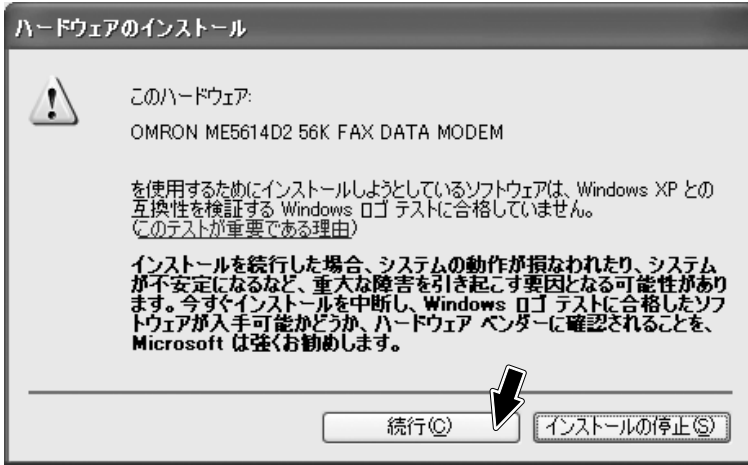 ハードウェアのインストール
このハードウェア:
OMRON ME5614D2 56K FAX DATA MODEM
を使用するためにインストールしようとしているソフトウェアは、Windows XP との
互換性を検証する Windows ロゴ テストに合格していません。
(このテストが重要である理由)
インストールを続行した場合、システムの動作が損なわれたり、システム
が不安定になるなど、重大な障害を引き起こす要因となる可能性があり
ます。今すぐインストールを中断し、Windows ロゴ テストに合格したソフ
トウェアが入手可能かどうか、ハードウェア ベンダーに確認されることを、
Microsoft は強くお勧めします。
続行(C) インストールの停止(S)